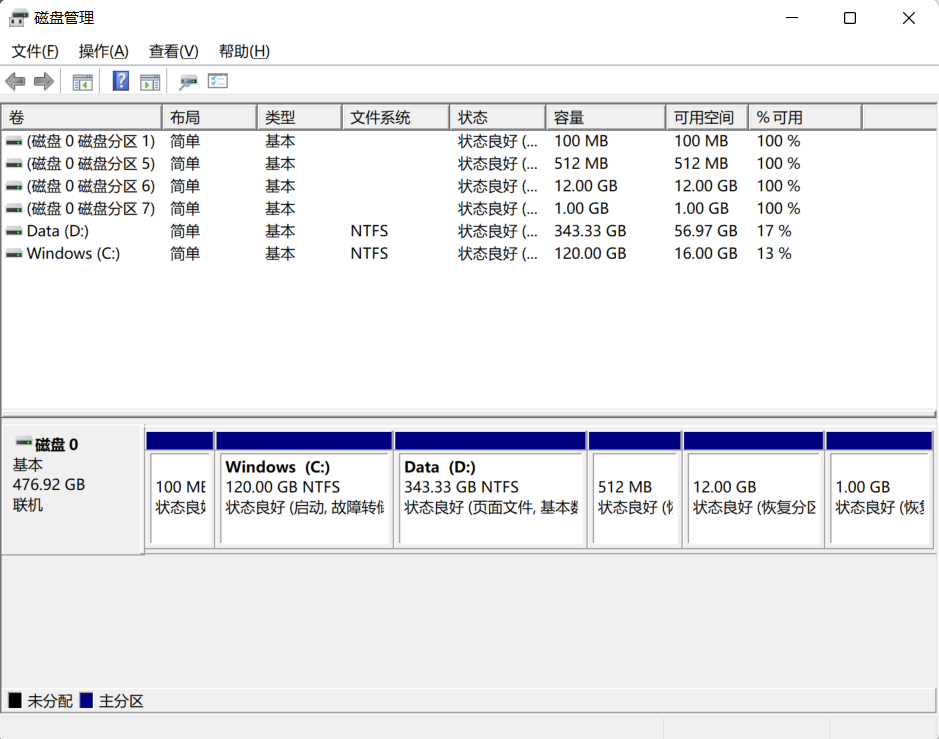 磁盘管理
文件(F) 操作(A) 查看(V) 帮助(H)
卷 布局 类型 文件系统 状态 容量 可用空间 % 可用
(磁盘 0 磁盘分区 1) 简单 基本 状态良好 (... 100 MB 100 MB 100 %
(磁盘 0 磁盘分区 5) 简单 基本 状态良好 (... 512 MB 512 MB 100 %
(磁盘 0 磁盘分区 6) 简单 基本 状态良好 (... 12.00 GB 12.00 GB 100 %
(磁盘 0 磁盘分区 7) 简单 基本 状态良好 (... 1.00 GB 1.00 GB 100 %
Data (D:) 简单 基本 NTFS 状态良好 (... 343.33 GB 56.97 GB 17 %
Windows (C:) 简单 基本 NTFS 状态良好 (... 120.00 GB 16.00 GB 13 %
磁盘 0
基本
476.92 GB
联机
100 MB
状态良好
Windows (C:)
120.00 GB NTFS
状态良好 (启动, 故障转储
Data (D:)
343.33 GB NTFS
状态良好 (页面文件, 基本数
512 MB
状态良好 (恢
12.00 GB
状态良好 (恢复分区
1.00 GB
状态良好 (恢复
未分配 主分区